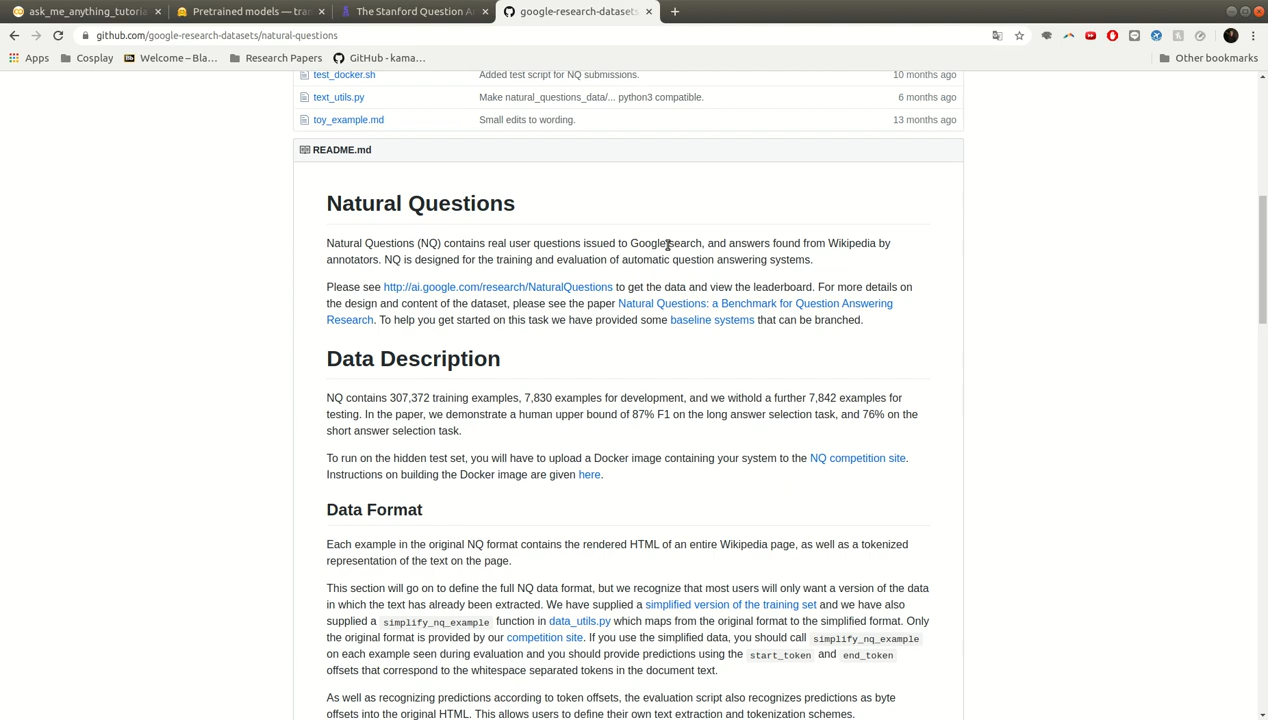 ask_me_anything_tutoria
Pretrained models — tra
The Stanford Question A
google-research-datasets
github.com/google-research-datasets/natural-questions
Apps
Cosplay
Welcome – Bla…
Research Papers
GitHub - kama…
Other bookmarks
test_docker.sh Added test script for NQ submissions. 10 months ago
text_utils.py Make natural_questions_data/... python3 compatible. 6 months ago
toy_example.md Small edits to wording. 13 months ago
README.md
Natural Questions
Natural Questions (NQ) contains real user questions issued to Google search, and answers found from Wikipedia by
annotators. NQ is designed for the training and evaluation of automatic question answering systems.
Please see http://ai.google.com/research/NaturalQuestions to get the data and view the leaderboard. For more details on
the design and content of the dataset, please see the paper Natural Questions: a Benchmark for Question Answering
Research. To help you get started on this task we have provided some baseline systems that can be branched.
Data Description
NQ contains 307,372 training examples, 7,830 examples for development, and we withold a further 7,842 examples for
testing. In the paper, we demonstrate a human upper bound of 87% F1 on the long answer selection task, and 76% on the
short answer selection task.
To run on the hidden test set, you will have to upload a Docker image containing your system to the NQ competition site.
Instructions on building the Docker image are given here.
Data Format
Each example in the original NQ format contains the rendered HTML of an entire Wikipedia page, as well as a tokenized
representation of the text on the page.
This section will go on to define the full NQ data format, but we recognize that most users will only want a version of the data
in which the text has already been extracted. We have supplied a simplified version of the training set and we have also
supplied a simplify_nq_example function in data_utils.py which maps from the original format to the simplified format. Only
the original format is provided by our competition site. If you use the simplified data, you should call simplify_nq_example
on each example seen during evaluation and you should provide predictions using the start_token and end_token
offsets that correspond to the whitespace separated tokens in the document text.
As well as recognizing predictions according to token offsets, the evaluation script also recognizes predictions as byte
offsets into the original HTML. This allows users to define their own text extraction and tokenization schemes.